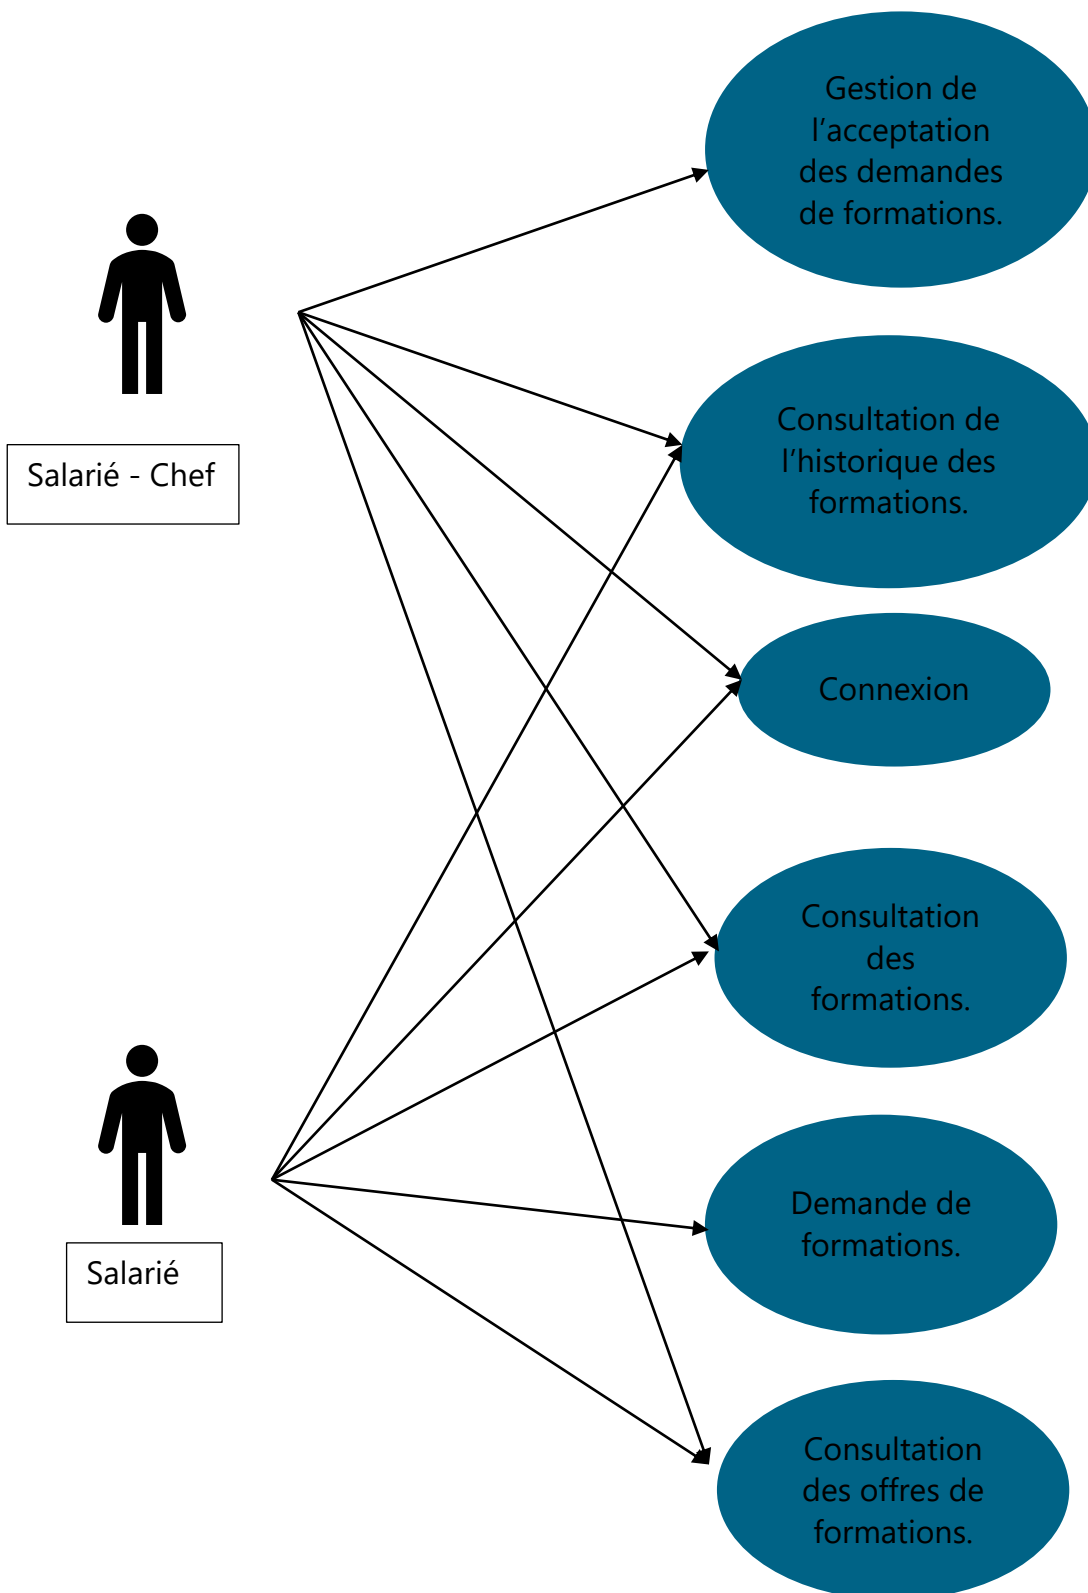 Gestion de
l’acceptation
des demandes
de formations.
Salarié - Chef
Consultation de
l’historique des
formations.
Connexion
Consultation
des
formations.
Demande de
formations.
Salarié
Consultation
des offres de
formations.